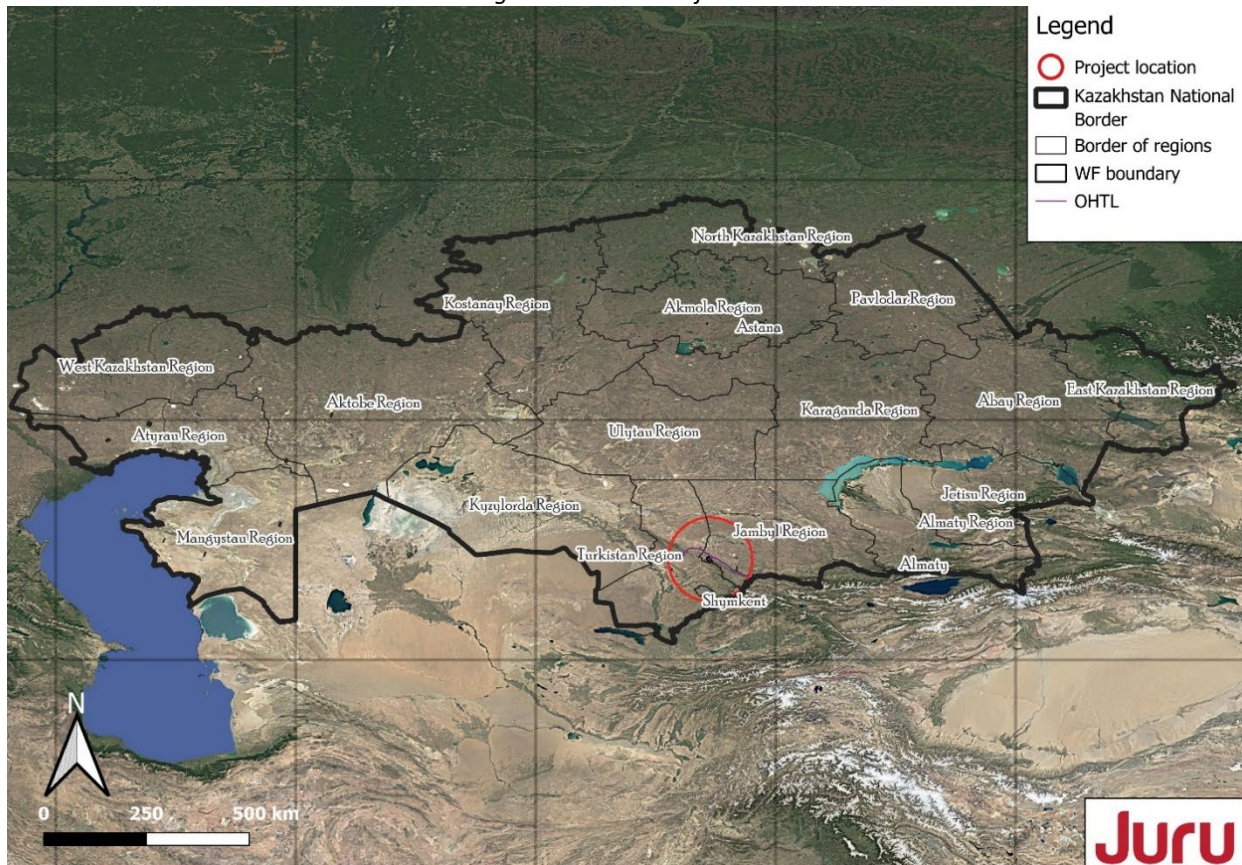 Legend
Project location
Kazakhstan National
Border
Border of regions
WF boundary
OHTL
North Kazakhstan Region
Kostanay Region
Akmola Region
Astana
Pavlodar Region
West Kazakhstan Region
Aktobe Region
Karaganda Region
Abay Region
East Kazakhstan Region
Atyrau Region
Ulytau Region
Kyzylorda Region
Jetisu Region
Almaty Region
Mangystau Region
Jambyl Region
Turkistan Region
Almaty
Shymkent
N
0 250 500 km
Juru